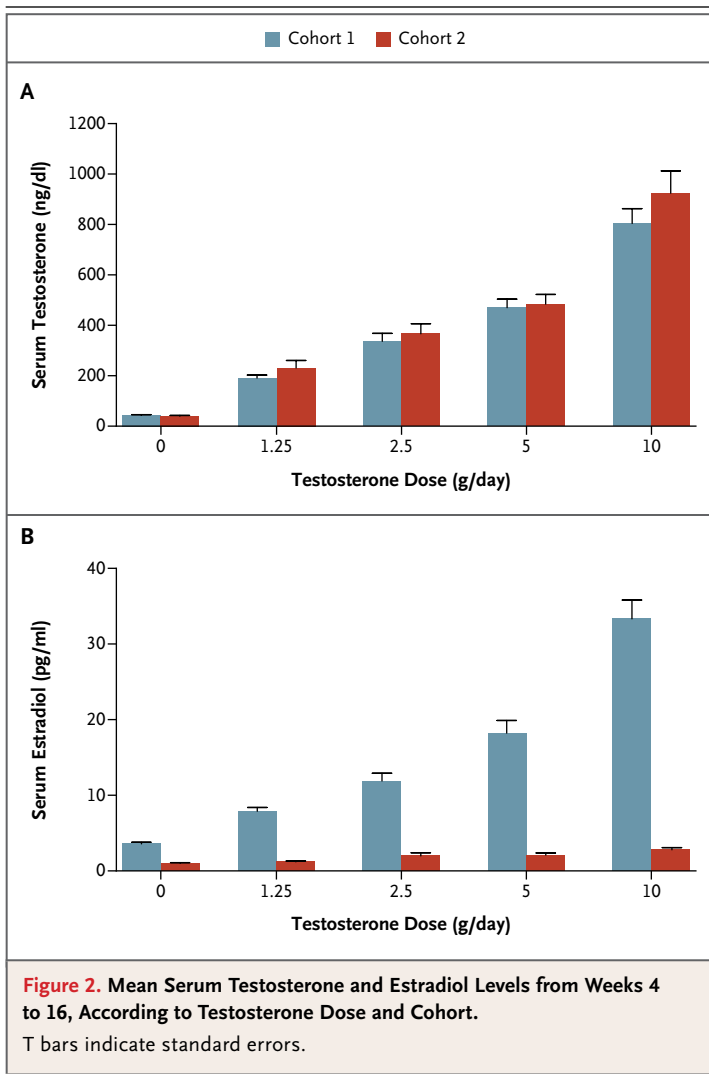 Cohort 1 Cohort 2
A
1200
1000
800
600
400
200
0
Serum Testosterone (ng/dl)
0 1.25 2.5 5 10
Testosterone Dose (g/day)
B
40
30
20
10
0
Serum Estradiol (pg/ml)
0 1.25 2.5 5 10
Testosterone Dose (g/day)
Figure 2. Mean Serum Testosterone and Estradiol Levels from Weeks 4
to 16, According to Testosterone Dose and Cohort.
T bars indicate standard errors.